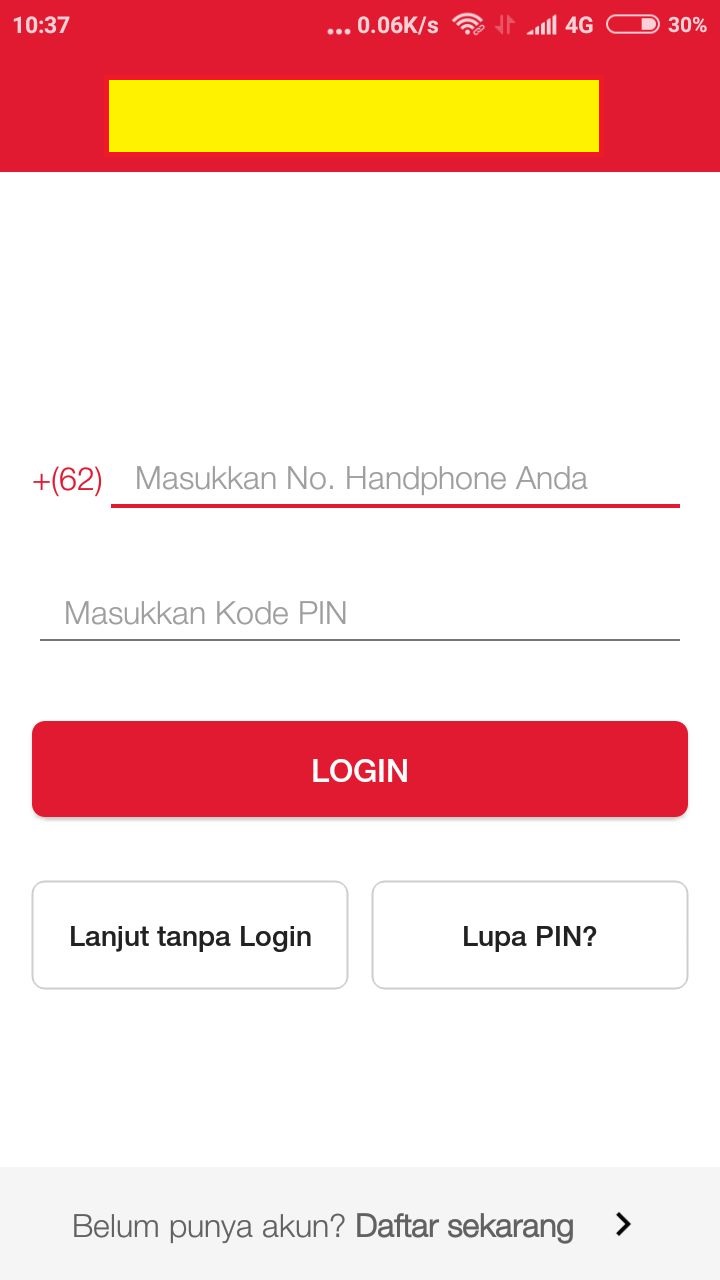 10:37 ... 0.06K/s 4G 30%
+(62) Masukkan No. Handphone Anda
Masukkan Kode PIN
LOGIN
Lanjut tanpa Login Lupa PIN?
Belum punya akun? Daftar sekarang